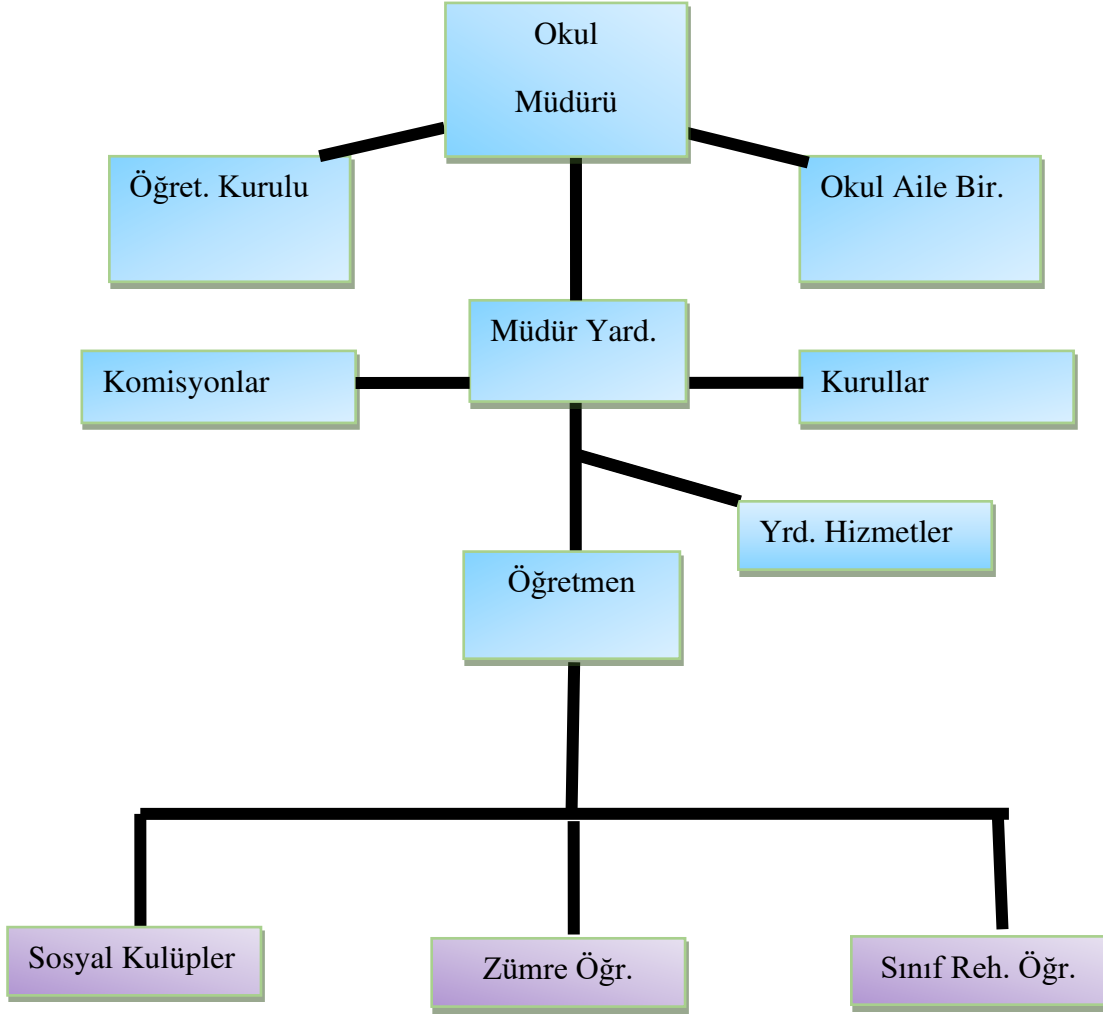 Okul
Müdürü
Öğret. Kurulu
Okul Aile Bir.
Müdür Yard.
Komisyonlar
Kurullar
Yrd. Hizmetler
Öğretmen
Sosyal Kulüpler
Zümre Öğr.
Sınıf Reh. Öğr.